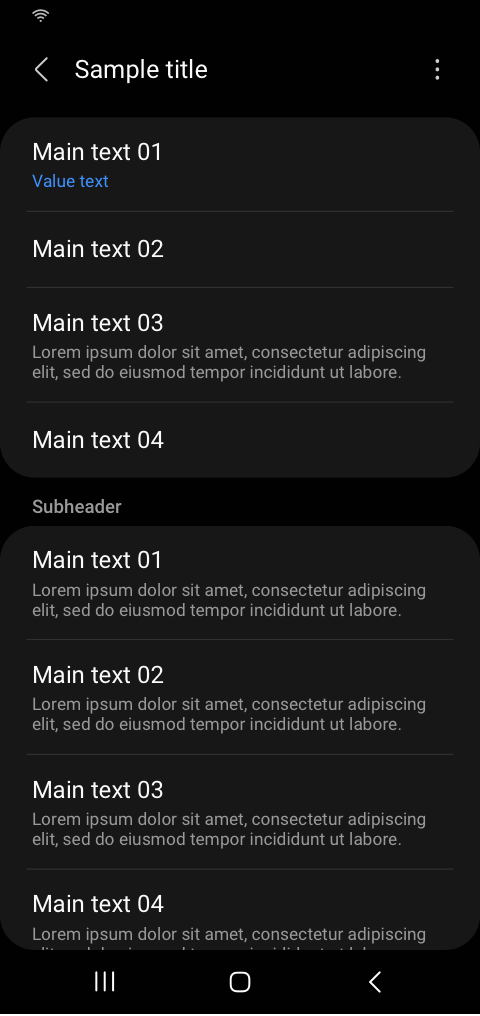 Sample title
Main text 01
Value text
Main text 02
Main text 03
Lorem ipsum dolor sit amet, consectetur adipiscing
elit, sed do eiusmod tempor incididunt ut labore.
Main text 04
Subheader
Main text 01
Lorem ipsum dolor sit amet, consectetur adipiscing
elit, sed do eiusmod tempor incididunt ut labore.
Main text 02
Lorem ipsum dolor sit amet, consectetur adipiscing
elit, sed do eiusmod tempor incididunt ut labore.
Main text 03
Lorem ipsum dolor sit amet, consectetur adipiscing
elit, sed do eiusmod tempor incididunt ut labore.
Main text 04
Lorem ipsum dolor sit amet, consectetur adipiscing